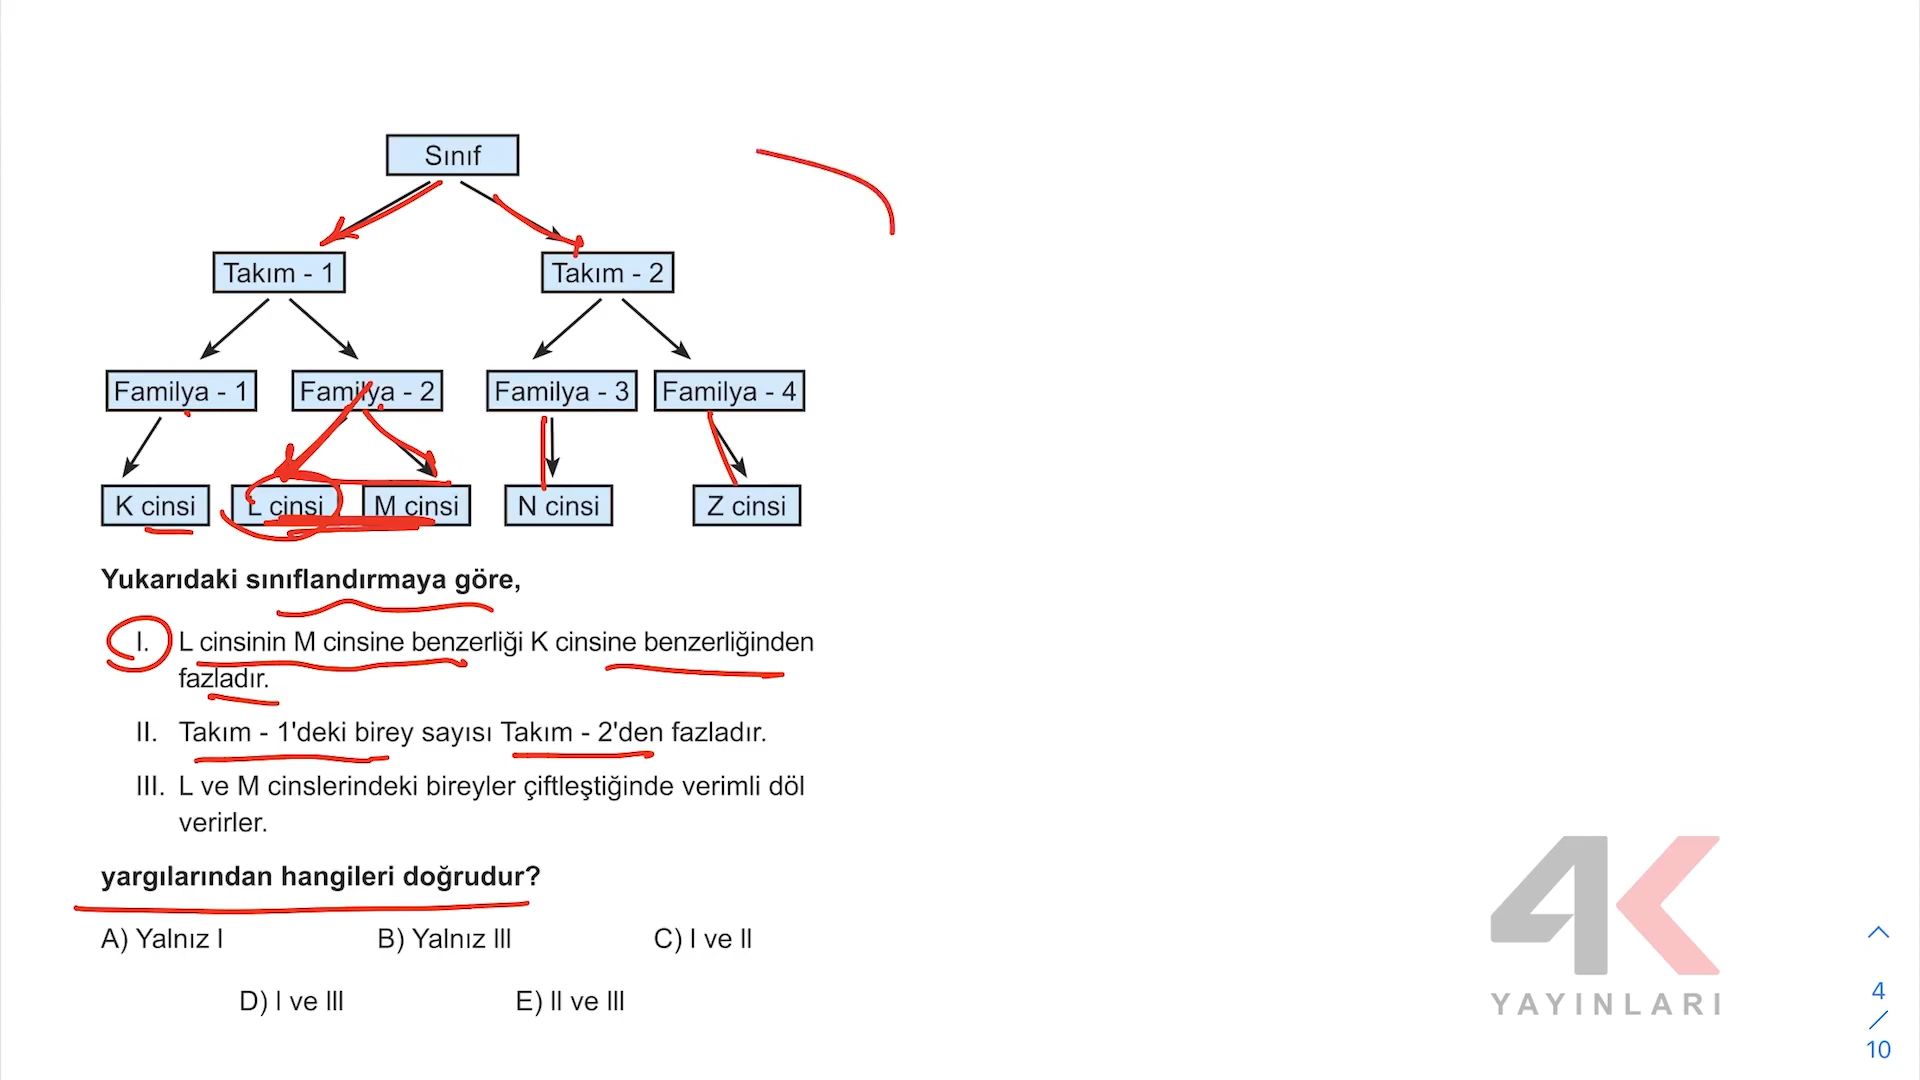 Sınıf
Takım - 1
Takım - 2
Familya - 1
Familya - 2
Familya - 3
Familya - 4
K cinsi
L cinsi
M cinsi
N cinsi
Z cinsi
Yukarıdaki sınıflandırmaya göre,
I. L cinsinin M cinsine benzerliği K cinsine benzerliğinden
fazladır.
II. Takım - 1'deki birey sayısı Takım - 2'den fazladır.
III. L ve M cinslerindeki bireyler çiftleştiğinde verimli döl
verirler.
yargılarından hangileri doğrudur?
A) Yalnız I
B) Yalnız III
C) I ve II
D) I ve III
E) II ve III
4K
YAYINLARI
4
/
10